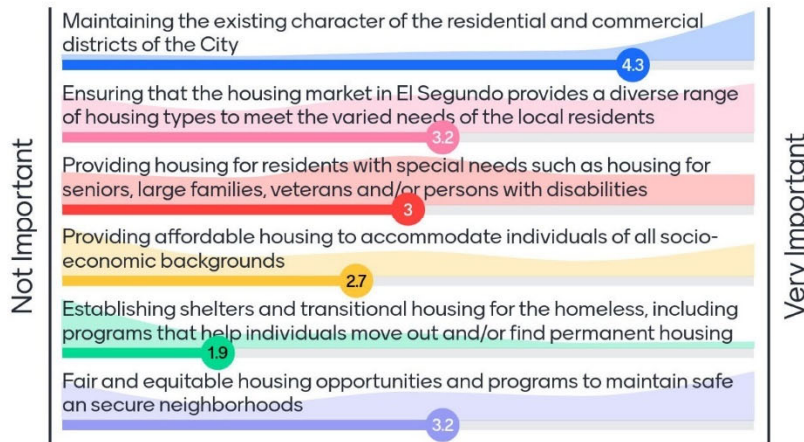 Maintaining the existing character of the residential and commercial
districts of the City
4.3
Ensuring that the housing market in El Segundo provides a diverse range
of housing types to meet the varied needs of the local residents
3.2
Providing housing for residents with special needs such as housing for
seniors, large families, veterans and/or persons with disabilities
3
Providing affordable housing to accommodate individuals of all socio-
economic backgrounds
2.7
Establishing shelters and transitional housing for the homeless, including
programs that help individuals move out and/or find permanent housing
1.9
Fair and equitable housing opportunities and programs to maintain safe
an secure neighborhoods
3.2
Not Important
Very Important